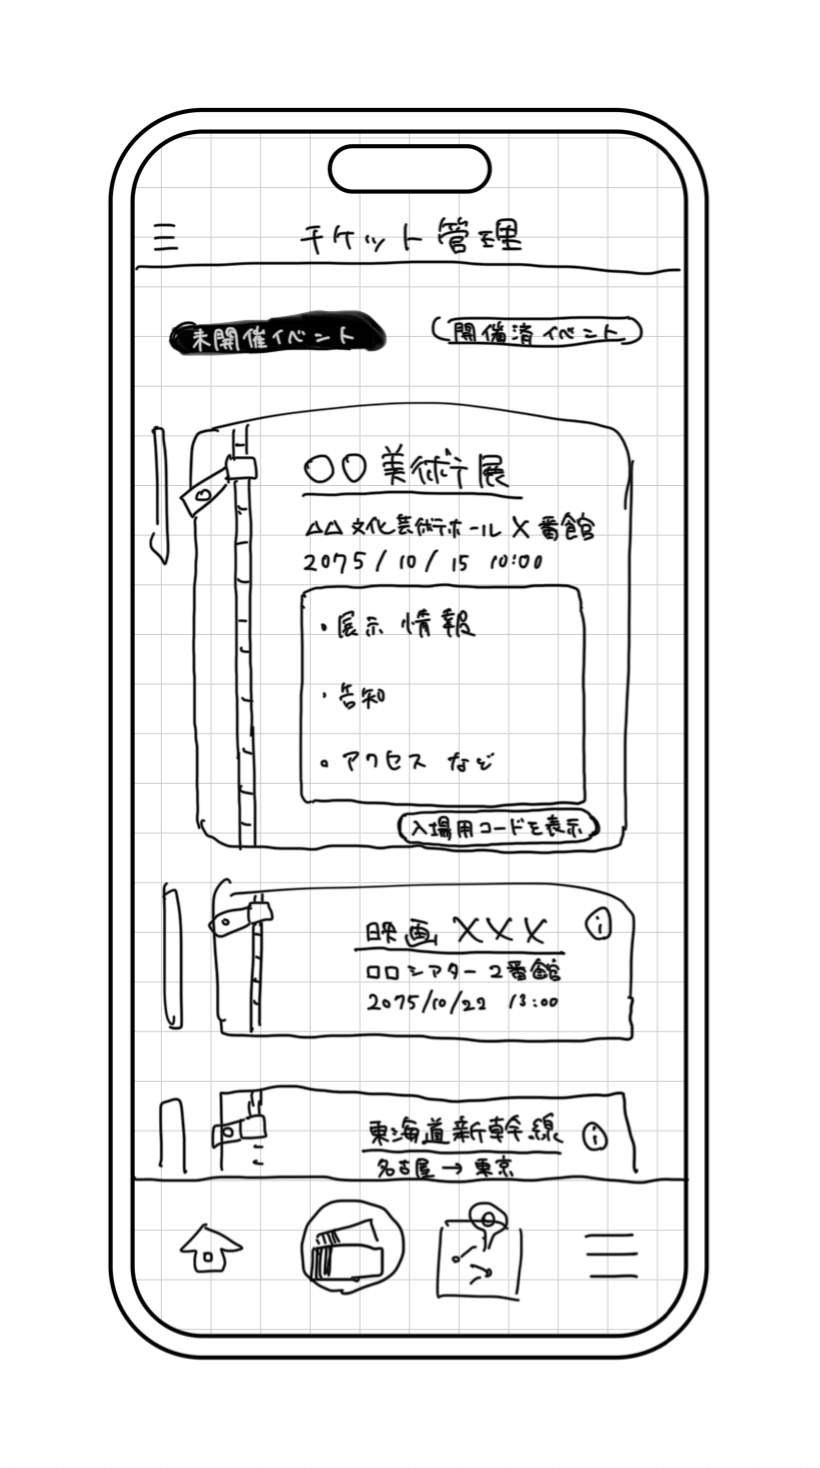 チケット管理
未開催イベント
開催済イベント
○○美術展
△△文化芸術ホール X番館
2075/10/15 10:00
・展示情報
・告知
・アクセス など
入場用コードを表示
映画 XXX
i
□□シアター 2番館
2075/10/22 13:00
東海道新幹線
i
名古屋→東京